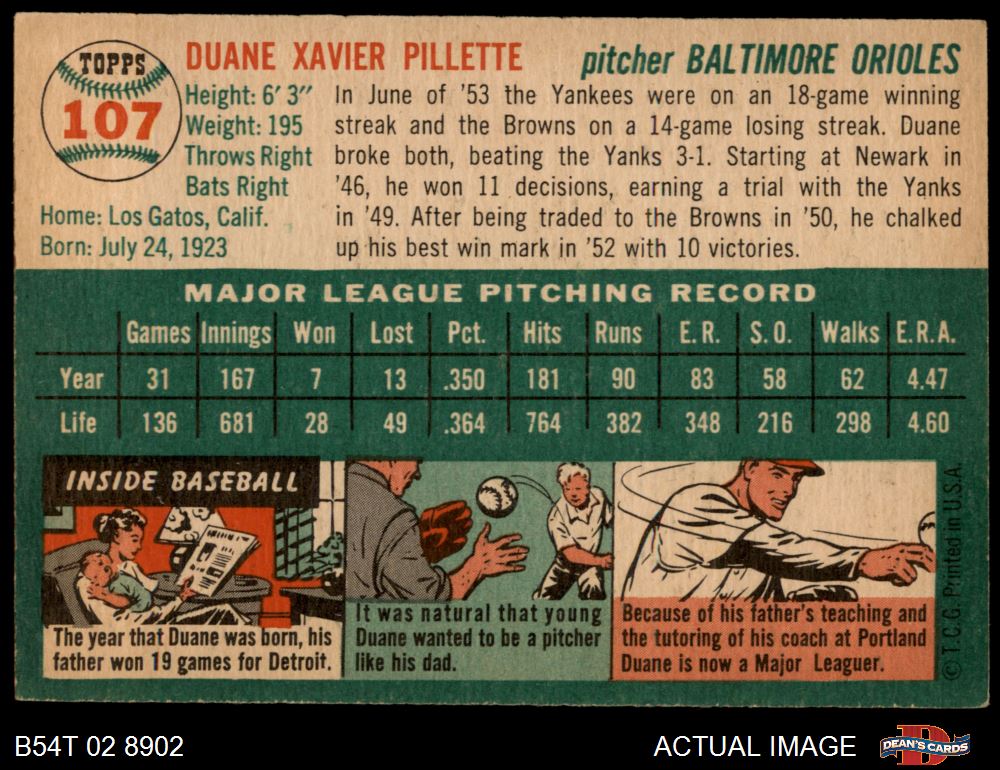 TOPPS
107
DUANE XAVIER PILLETTE
pitcher BALTIMORE ORIOLES
Height: 6' 3"
Weight: 195
Throws Right
Bats Right
Home: Los Gatos, Calif.
Born: July 24, 1923
In June of '53 the Yankees were on an 18-game winning
streak and the Browns on a 14-game losing streak. Duane
broke both, beating the Yanks 3-1. Starting at Newark in
'46, he won 11 decisions, earning a trial with the Yanks
in '49. After being traded to the Browns in '50, he chalked
up his best win mark in '52 with 10 victories.
MAJOR LEAGUE PITCHING RECORD
Games Innings Won Lost Pct. Hits Runs E.R. S.O. Walks E.R.A.
Year 31 167 7 13 .350 181 90 83 58 62 4.47
Life 136 681 28 49 .364 764 382 348 216 298 4.60
INSIDE BASEBALL
The year that Duane was born, his
father won 19 games for Detroit.
It was natural that young
Duane wanted to be a pitcher
like his dad.
Because of his father's teaching and
the tutoring of his coach at Portland
Duane is now a Major Leaguer.
© T.C.G. Printed in U.S.A.
B54T 02 8902
ACTUAL IMAGE
DEAN'S CARDS